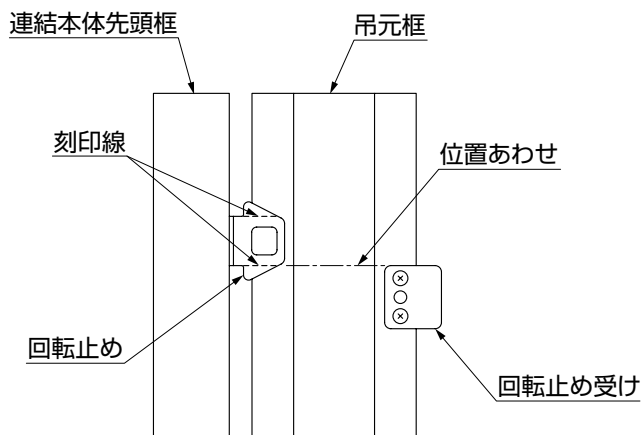 連結本体先頭框
吊元框
刻印線
位置あわせ
回転止め
回転止め受け